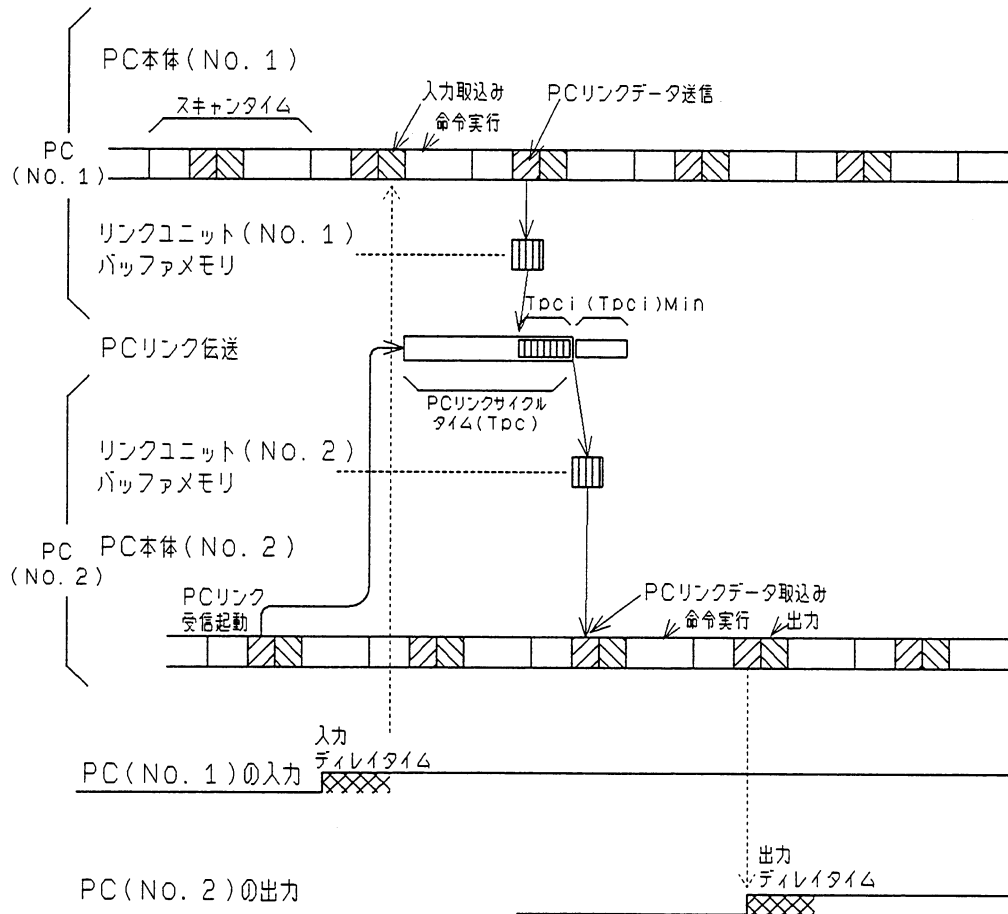 PC本体(NO. 1)
スキャンタイム
入力取込み
命令実行
PCリンクデータ送信
PC
(NO. 1)
リンクユニット(NO. 1)
バッファメモリ
Tpci (Tpci)Min
PCリンク伝送
PCリンクサイクル
タイム(Tpc)
リンクユニット(NO. 2)
バッファメモリ
PC
(NO. 2)
PC本体(NO. 2)
PCリンク
受信起動
PCリンクデータ取込み
命令実行
出力
入力
ディレイタイム
PC(NO. 1)の入力
出力
ディレイタイム
PC(NO. 2)の出力